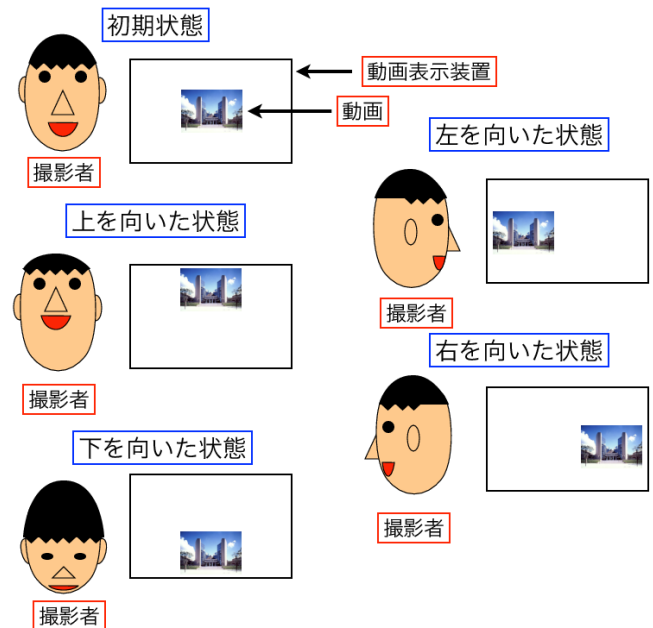 初期状態
動画表示装置
動画
撮影者
左を向いた状態
撮影者
上を向いた状態
撮影者
右を向いた状態
撮影者
下を向いた状態
撮影者